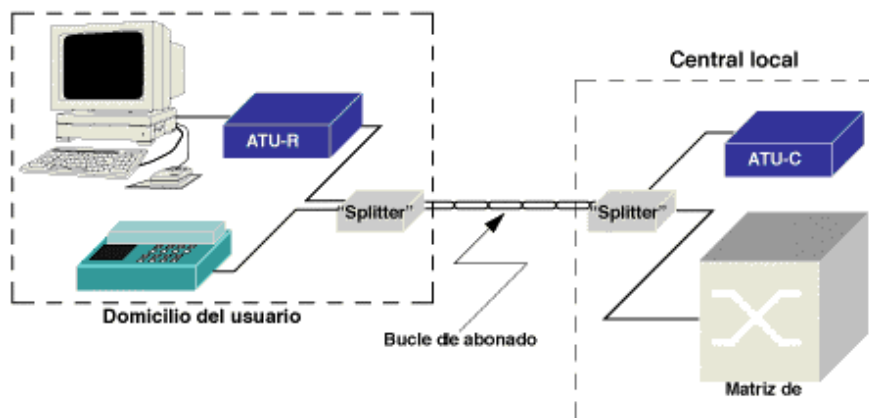 Central local
ATU-R
ATU-C
"Splitter"
"Splitter"
Domicilio del usuario
Bucle de abonado
Matriz de